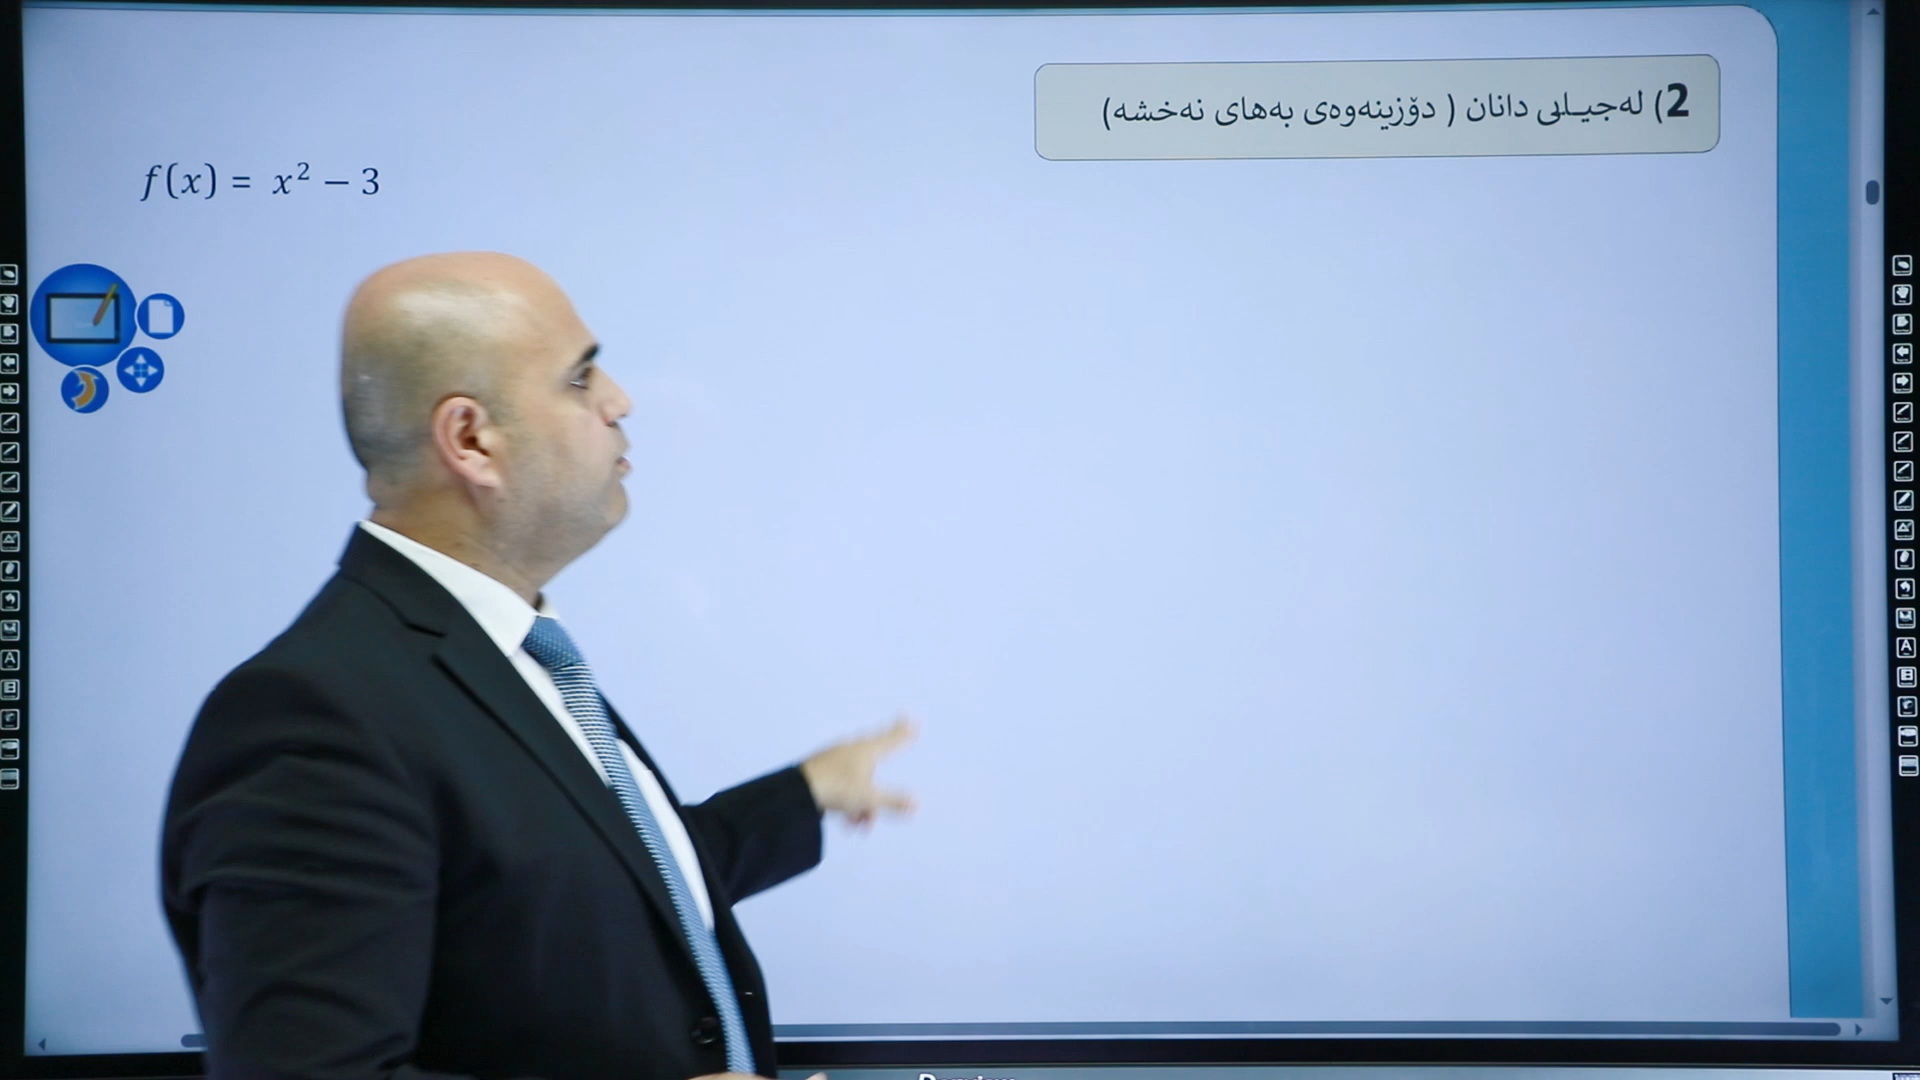 2) لەجیـلی دانان ( دۆزینەوەی بەهای نەخشە)
f(x) = x² − 3